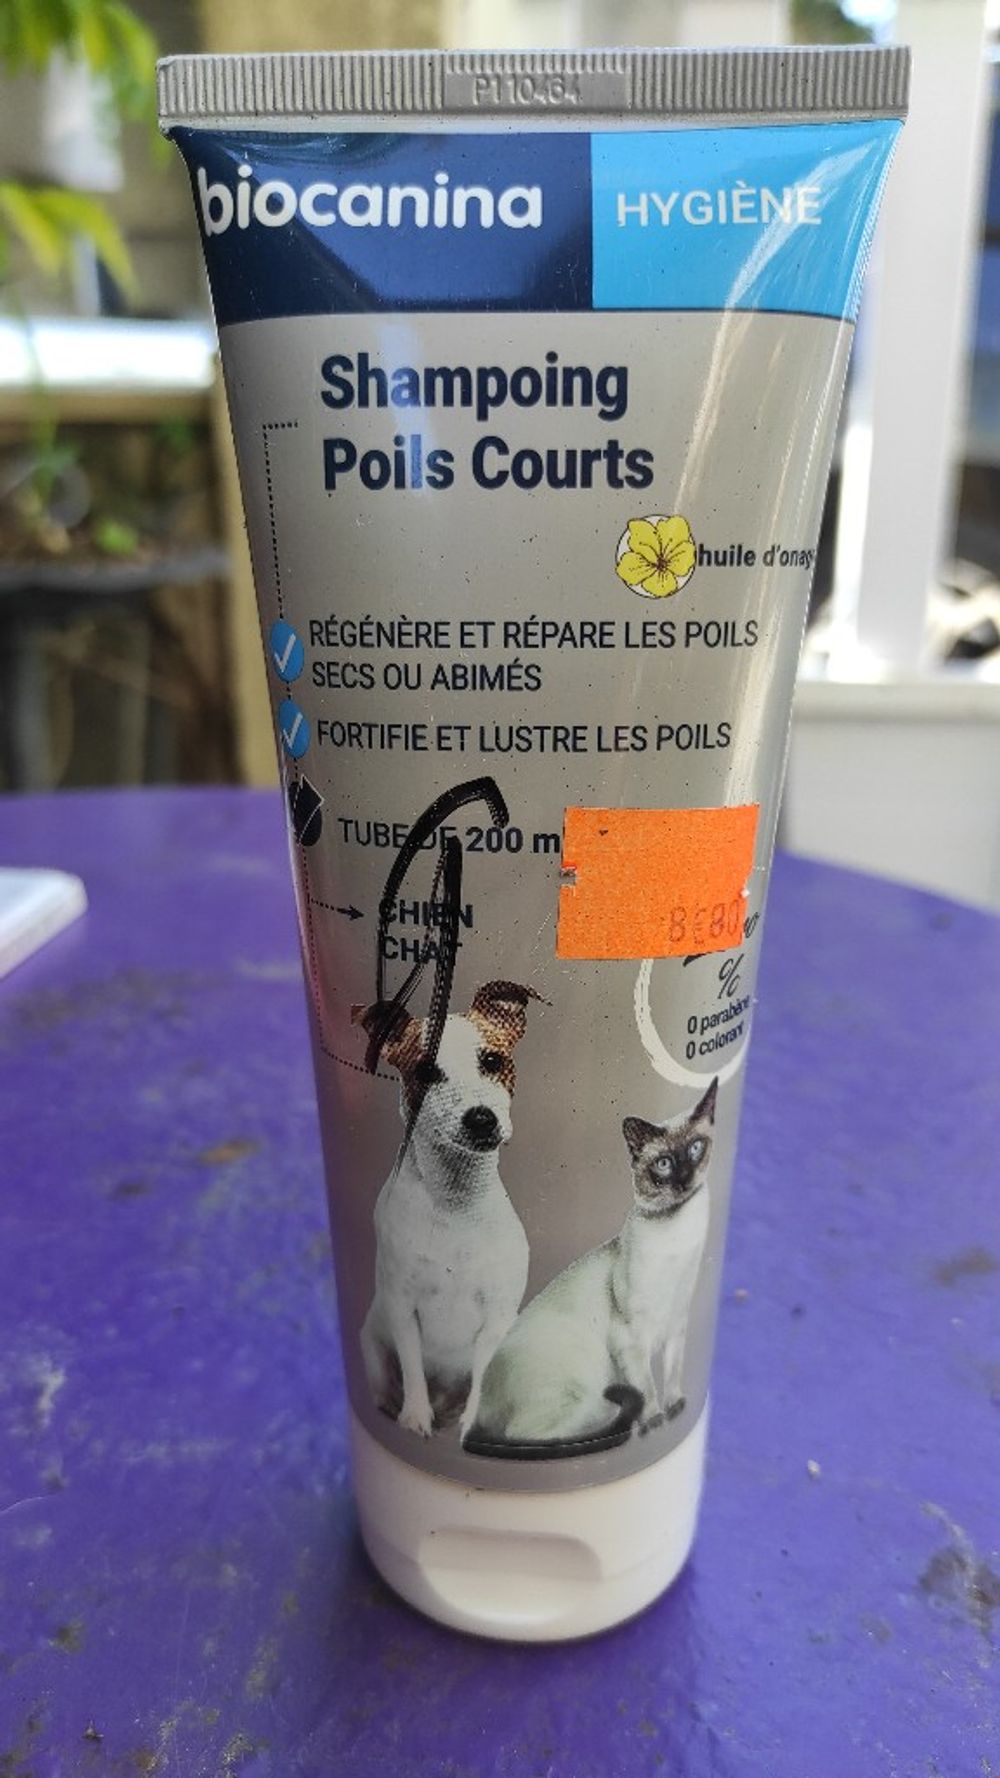 P110464
biocanina
HYGIÈNE
Shampoing
Poils Courts
huile d'onag
RÉGÉNÈRE ET RÉPARE LES POILS
SECS OU ABIMÉS
FORTIFIE ET LUSTRE LES POILS
TUBE DE 200 ml
CHIEN
CHAT
8€80
%
0 parabène
0 colorant